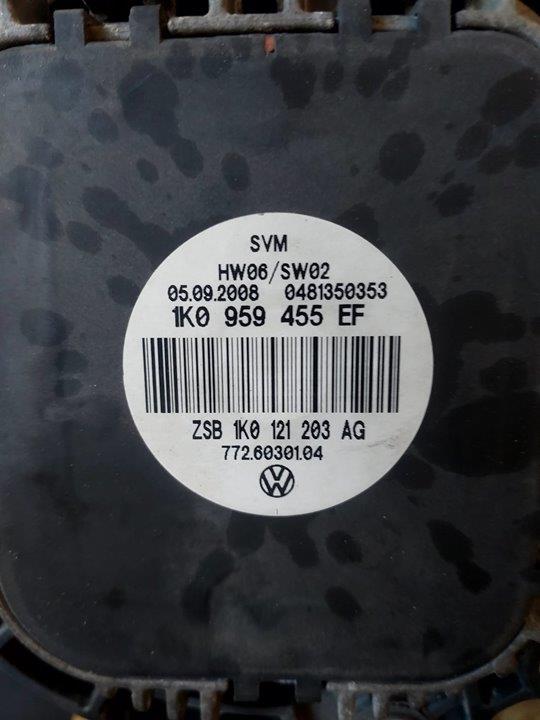 SVM
HW06/SW02
05.09.2008 0481350353
1K0 959 455 EF
ZSB 1K0 121 203 AG
772.60301.04
VW